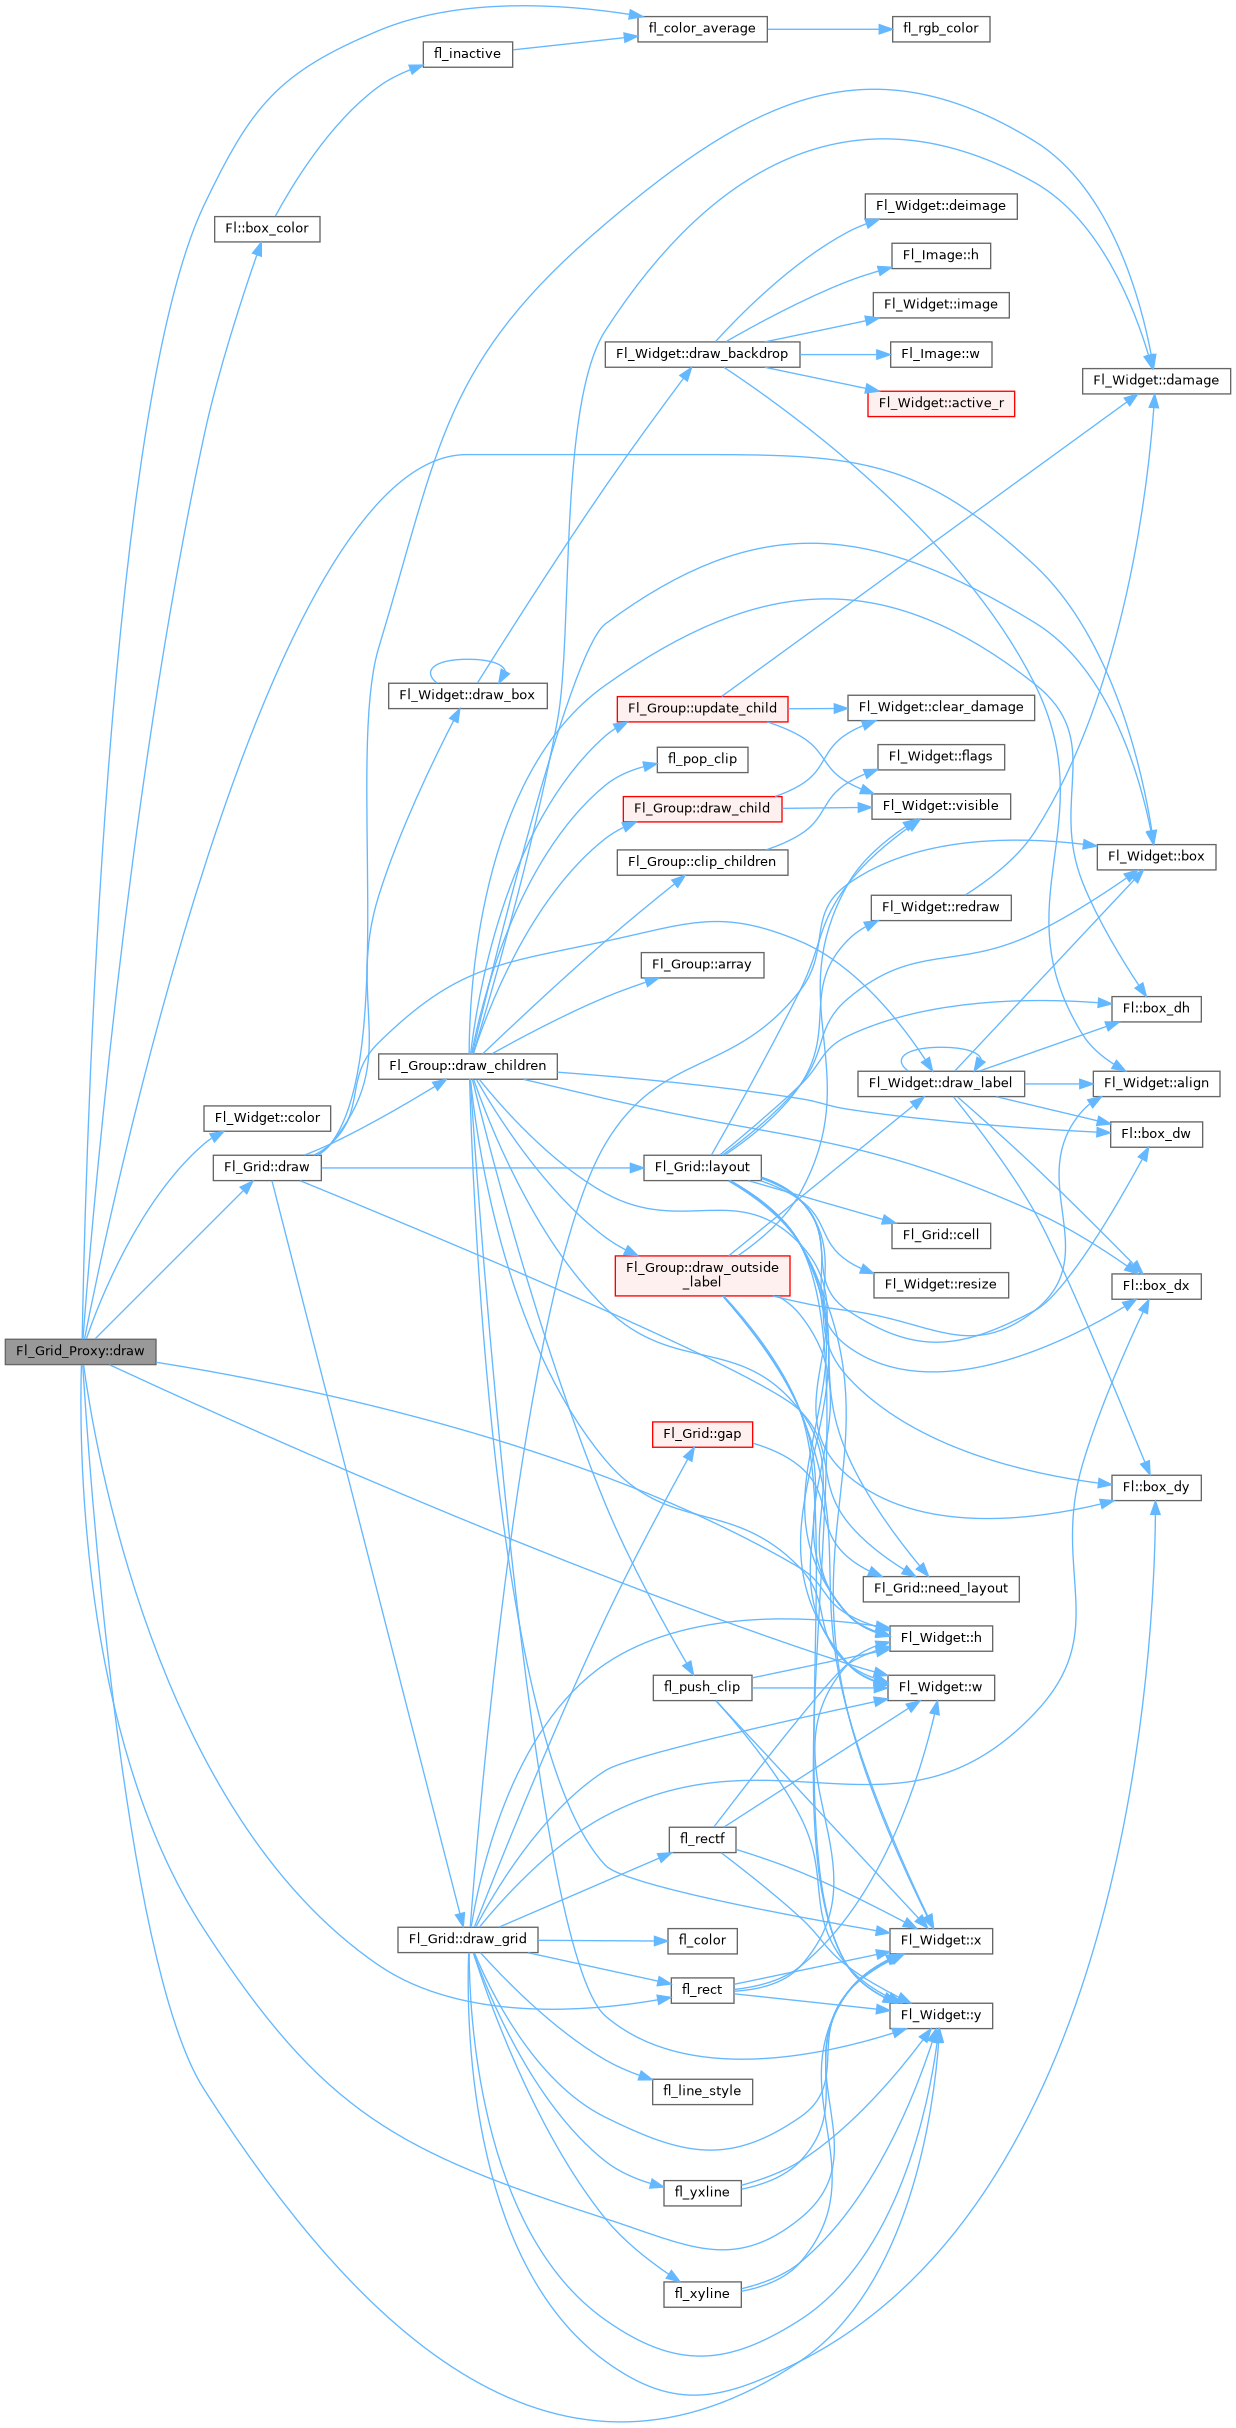 fl_color_average
fl_rgb_color
fl_inactive
Fl_Widget::deimage
Fl::box_color
Fl_Image::h
Fl_Widget::image
Fl_Widget::draw_backdrop
Fl_Image::w
Fl_Widget::damage
Fl_Widget::active_r
Fl_Widget::draw_box
Fl_Group::update_child
Fl_Widget::clear_damage
fl_pop_clip
Fl_Widget::flags
Fl_Group::draw_child
Fl_Widget::visible
Fl_Group::clip_children
Fl_Widget::box
Fl_Widget::redraw
Fl_Group::array
Fl::box_dh
Fl_Group::draw_children
Fl_Widget::draw_label
Fl_Widget::align
Fl_Widget::color
Fl::box_dw
Fl_Grid::draw
Fl_Grid::layout
Fl_Grid::cell
Fl_Group::draw_outside
_label
Fl_Widget::resize
Fl::box_dx
Fl_Grid_Proxy::draw
Fl_Grid::gap
Fl::box_dy
Fl_Grid::need_layout
Fl_Widget::h
fl_push_clip
Fl_Widget::w
fl_rectf
Fl_Grid::draw_grid
fl_color
Fl_Widget::x
fl_rect
Fl_Widget::y
fl_line_style
fl_yxline
fl_xyline